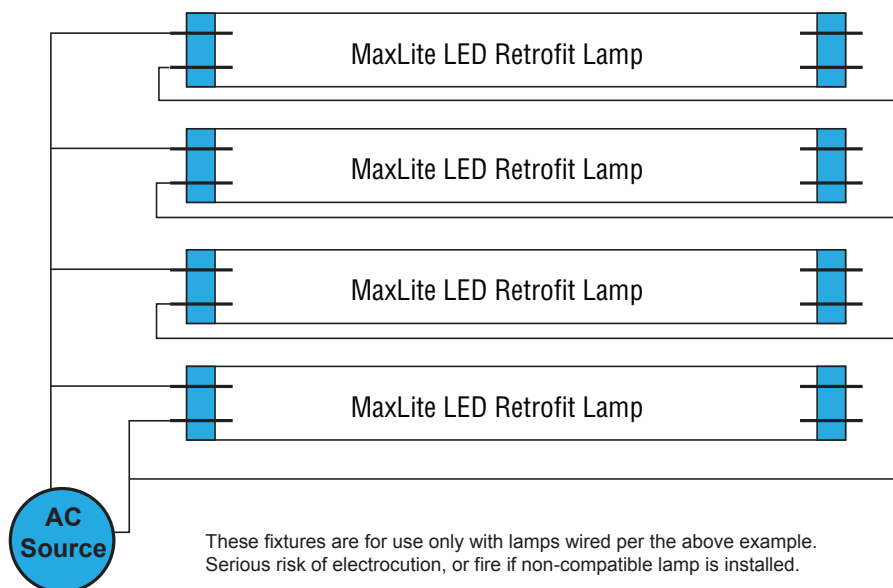 MaxLite LED Retrofit Lamp
MaxLite LED Retrofit Lamp
MaxLite LED Retrofit Lamp
MaxLite LED Retrofit Lamp
AC
Source
These fixtures are for use only with lamps wired per the above example.
Serious risk of electrocution, or fire if non-compatible lamp is installed.